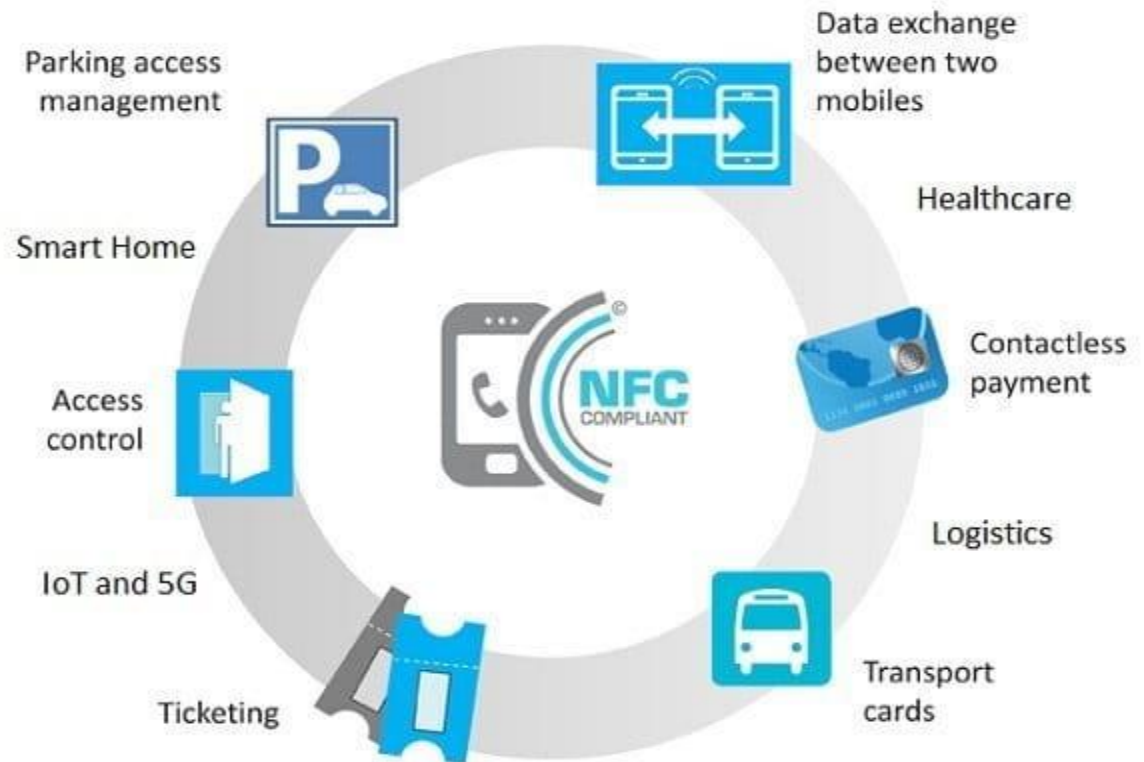 Data exchange
between two
mobiles
Healthcare
Contactless
payment
Logistics
Transport
cards
Ticketing
IoT and 5G
Access
control
Smart Home
Parking access
management
P
©
NFC
COMPLIANT